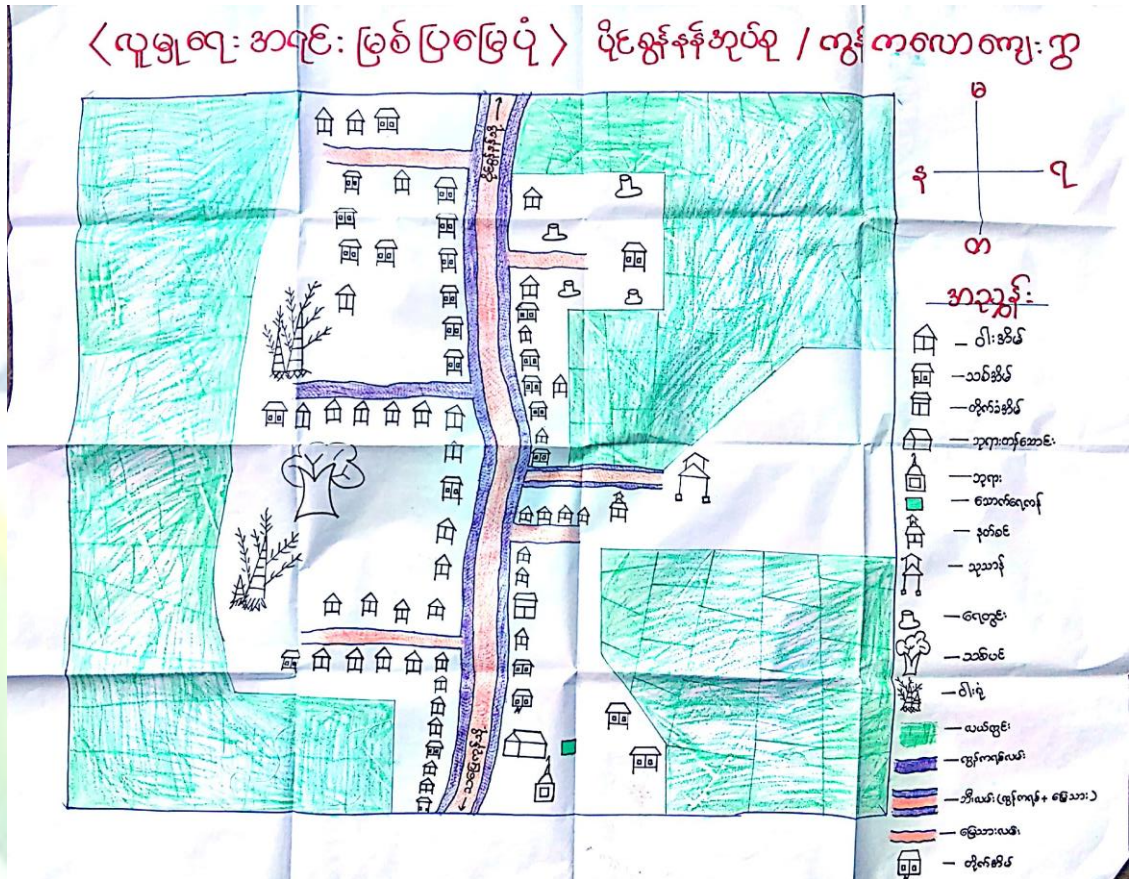 < လူမှုရေး အရင်း မြစ်ပြမြေပုံ > ပိုင်ရွန်နန်အုပ်စု / ကွန်ကလောကျေးရွာ
မ
န ရ
တ
အညွှန်း
– ဝါးအိမ်
– သစ်အိမ်
– တိုက်ခံအိမ်
– ဘုရားတန်ဆောင်း
– ဘုရား
– သောက်ရေကန်
– နတ်စင်
– သုသာန်
– ရေတွင်း
– သစ်ပင်
– ဝါးရုံ
– လယ်ကွင်း
– ကွန်ကရစ်လမ်း
– ဘီးလမ်း (ကွန်ကရစ် + မြေသား)
– မြေသားလမ်း
– တိုက်အိမ်